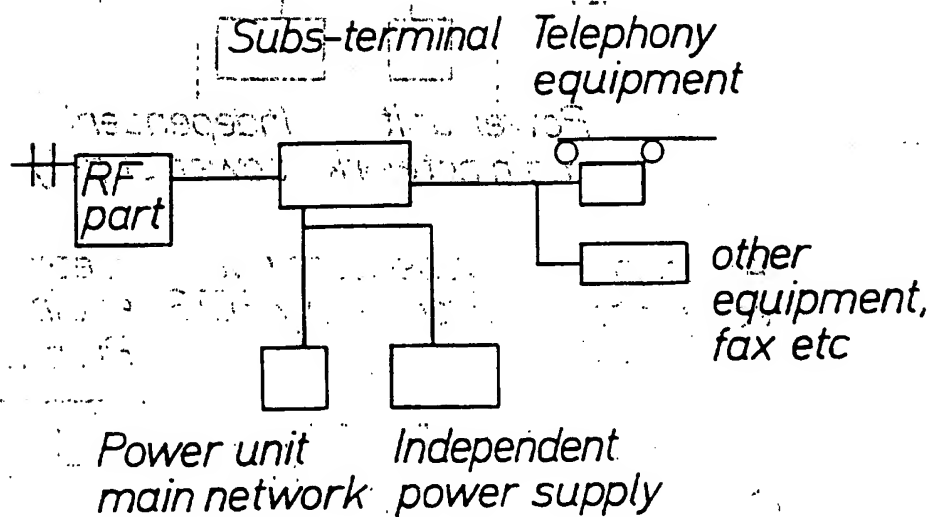 Subs-terminal
Telephony
equipment
RF
part
other
equipment,
fax etc
Power unit
main network
Independent
power supply